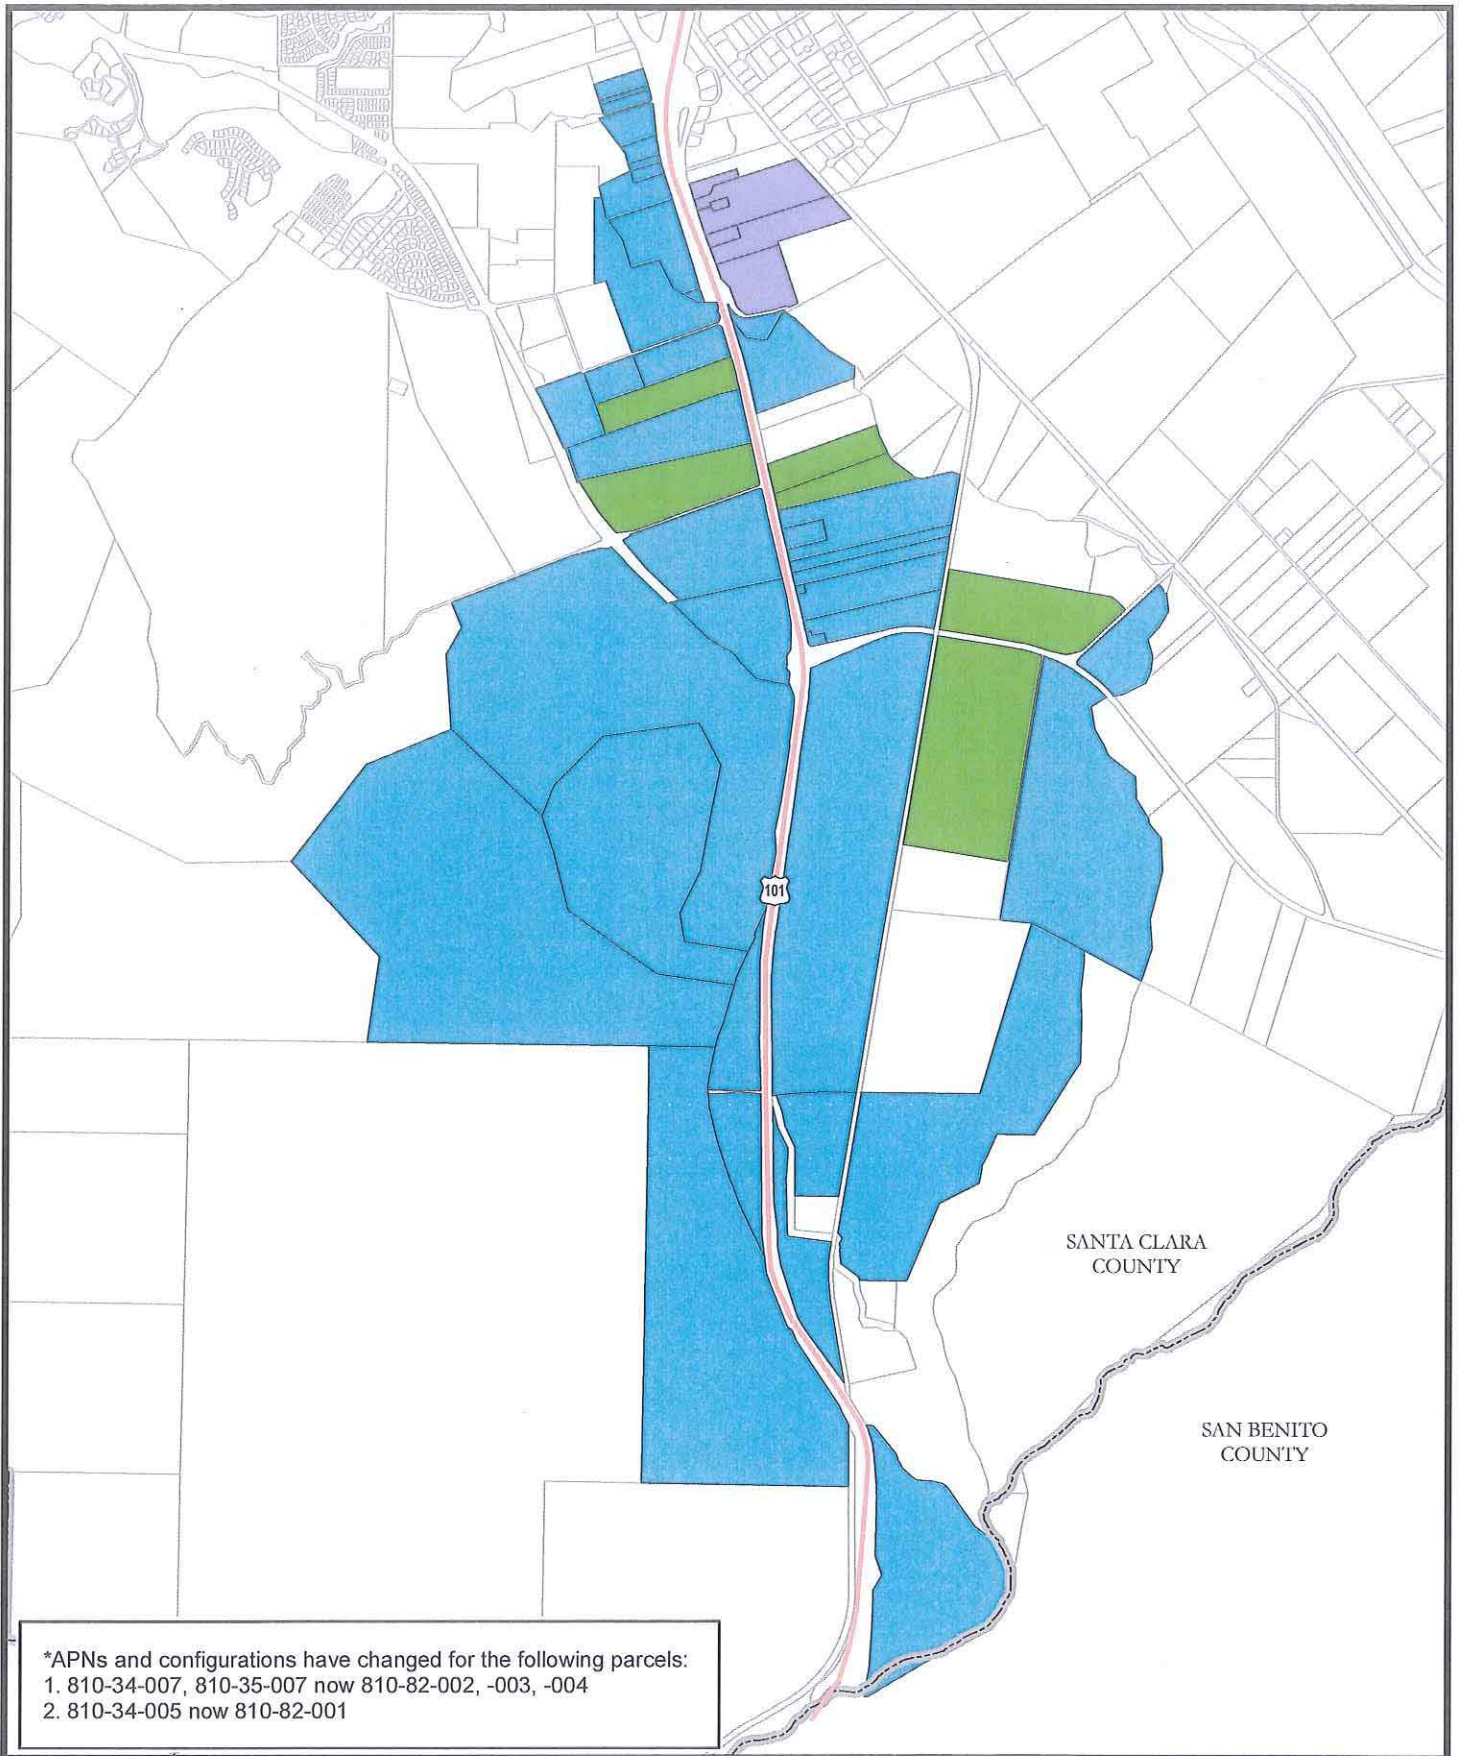 101
SANTA CLARA
COUNTY
SAN BENITO
COUNTY
*APNs and configurations have changed for the following parcels:
1. 810-34-007, 810-35-007 now 810-82-002, -003, -004
2. 810-34-005 now 810-82-001